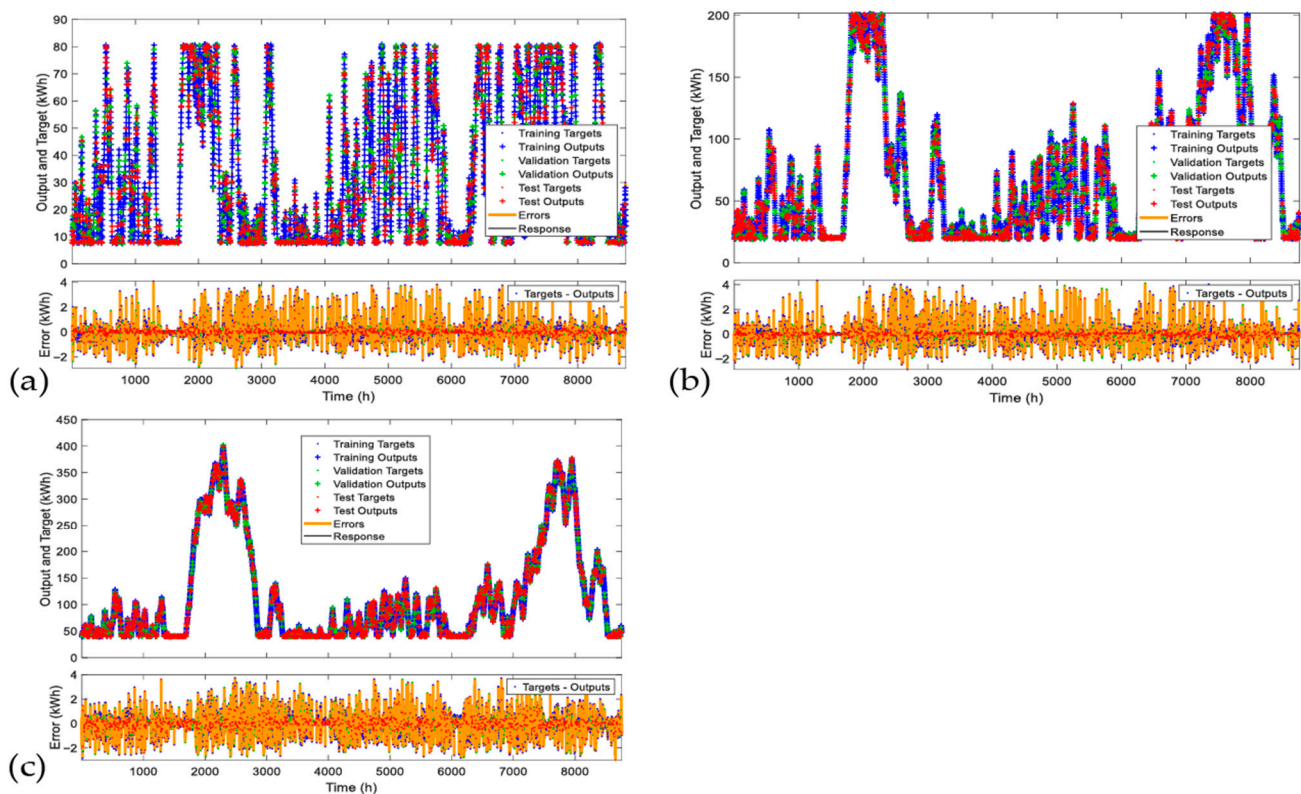 90
80
70
60
50
40
30
20
10
0
Output and Target (kWh)
Training Targets
Training Outputs
Validation Targets
Validation Outputs
Test Targets
Test Outputs
Errors
Response
4
2
0
−2
Error (kWh)
Targets - Outputs
1000 2000 3000 4000 5000 6000 7000 8000
Time (h)
(a)
200
150
100
50
0
Output and Target (kWh)
Training Targets
Training Outputs
Validation Targets
Validation Outputs
Test Targets
Test Outputs
Errors
Response
4
2
0
−2
Error (kWh)
Targets - Outputs
1000 2000 3000 4000 5000 6000 7000 8000
Time (h)
(b)
450
400
350
300
250
200
150
100
50
0
Output and Target (kWh)
Training Targets
Training Outputs
Validation Targets
Validation Outputs
Test Targets
Test Outputs
Errors
Response
4
2
0
−2
Error (kWh)
Targets - Outputs
1000 2000 3000 4000 5000 6000 7000 8000
Time (h)
(c)